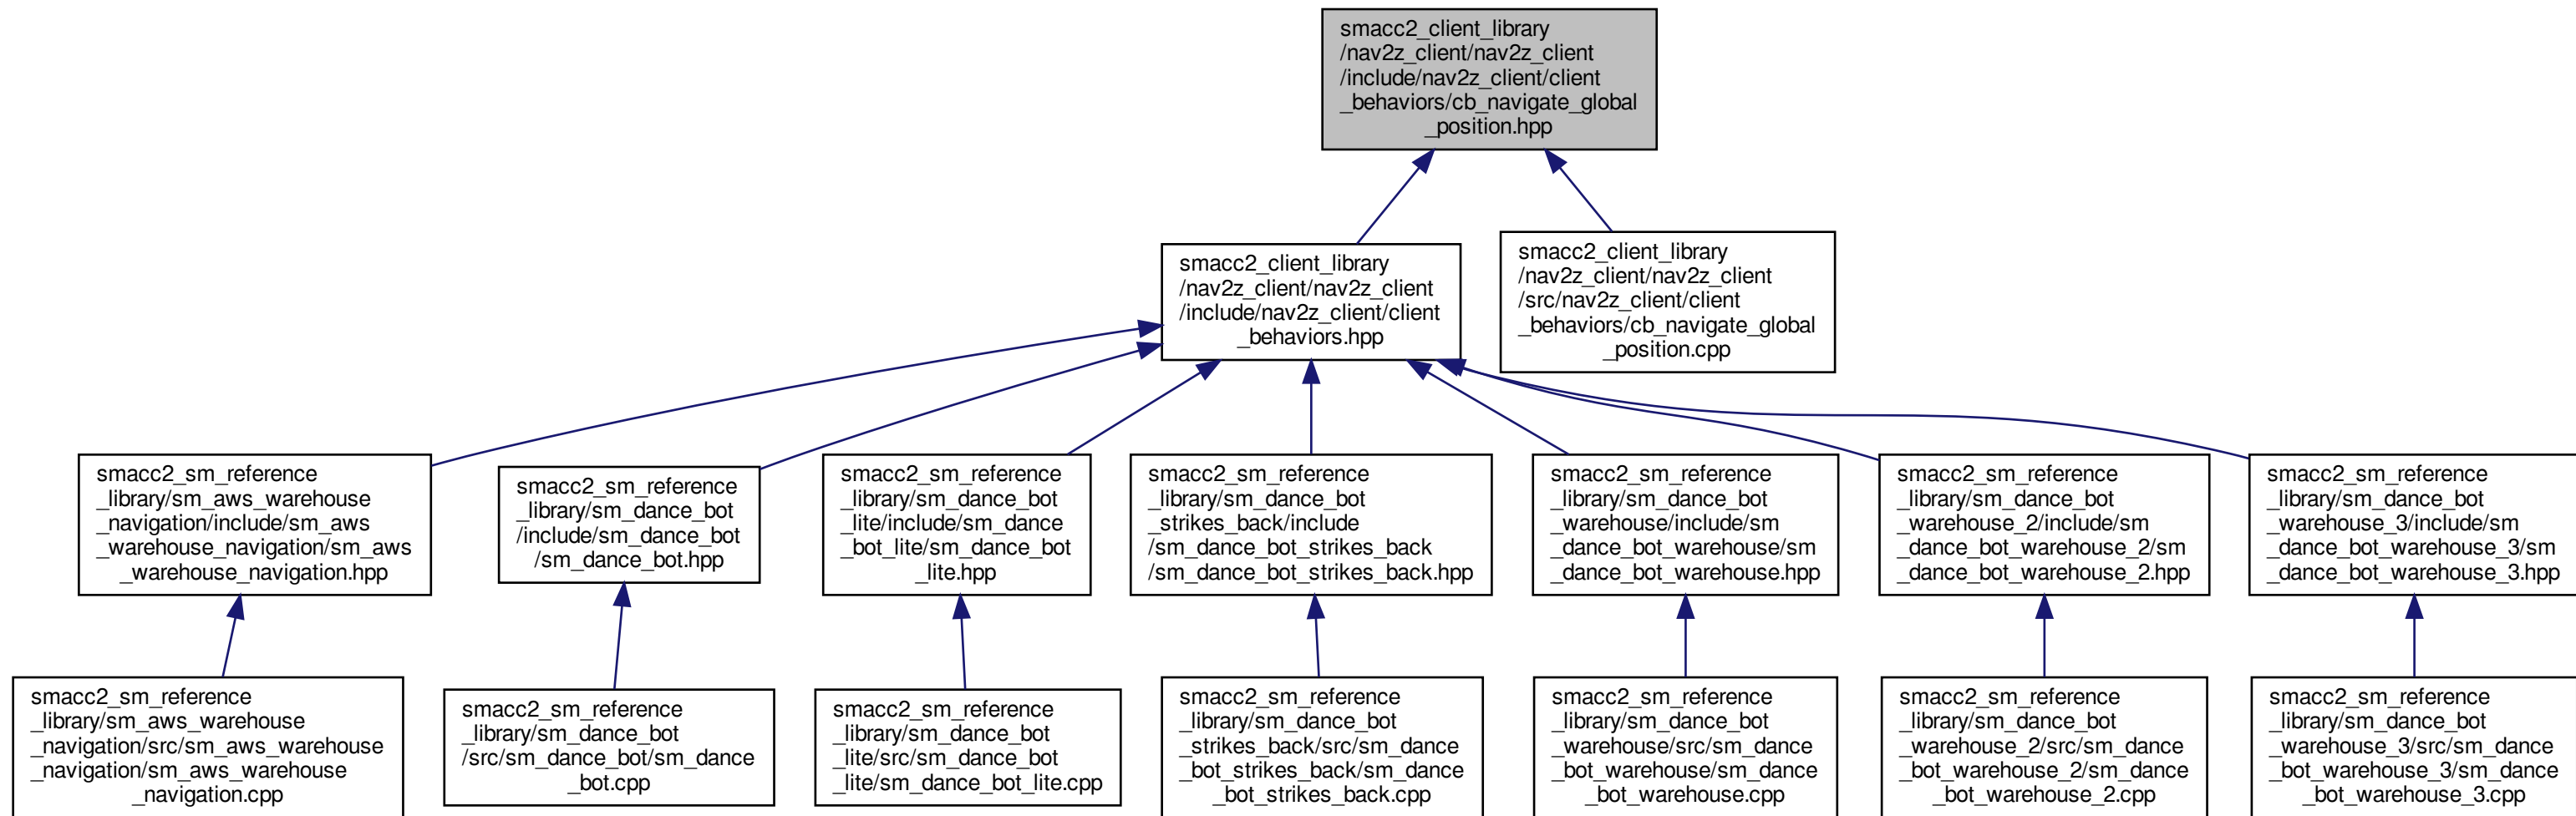 smacc2_client_library
/nav2z_client/nav2z_client
/include/nav2z_client/client
_behaviors/cb_navigate_global
_position.hpp
smacc2_client_library
/nav2z_client/nav2z_client
/include/nav2z_client/client
_behaviors.hpp
smacc2_client_library
/nav2z_client/nav2z_client
/src/nav2z_client/client
_behaviors/cb_navigate_global
_position.cpp
smacc2_sm_reference
_library/sm_aws_warehouse
_navigation/include/sm_aws
_warehouse_navigation/sm_aws
_warehouse_navigation.hpp
smacc2_sm_reference
_library/sm_dance_bot
/include/sm_dance_bot
/sm_dance_bot.hpp
smacc2_sm_reference
_library/sm_dance_bot
_lite/include/sm_dance
_bot_lite/sm_dance_bot
_lite.hpp
smacc2_sm_reference
_library/sm_dance_bot
_strikes_back/include
/sm_dance_bot_strikes_back
/sm_dance_bot_strikes_back.hpp
smacc2_sm_reference
_library/sm_dance_bot
_warehouse/include/sm
_dance_bot_warehouse/sm
_dance_bot_warehouse.hpp
smacc2_sm_reference
_library/sm_dance_bot
_warehouse_2/include/sm
_dance_bot_warehouse_2/sm
_dance_bot_warehouse_2.hpp
smacc2_sm_reference
_library/sm_dance_bot
_warehouse_3/include/sm
_dance_bot_warehouse_3/sm
_dance_bot_warehouse_3.hpp
smacc2_sm_reference
_library/sm_aws_warehouse
_navigation/src/sm_aws_warehouse
_navigation/sm_aws_warehouse
_navigation.cpp
smacc2_sm_reference
_library/sm_dance_bot
/src/sm_dance_bot/sm_dance
_bot.cpp
smacc2_sm_reference
_library/sm_dance_bot
_lite/src/sm_dance_bot
_lite/sm_dance_bot_lite.cpp
smacc2_sm_reference
_library/sm_dance_bot
_strikes_back/src/sm_dance
_bot_strikes_back/sm_dance
_bot_strikes_back.cpp
smacc2_sm_reference
_library/sm_dance_bot
_warehouse/src/sm_dance
_bot_warehouse/sm_dance
_bot_warehouse.cpp
smacc2_sm_reference
_library/sm_dance_bot
_warehouse_2/src/sm_dance
_bot_warehouse_2/sm_dance
_bot_warehouse_2.cpp
smacc2_sm_reference
_library/sm_dance_bot
_warehouse_3/src/sm_dance
_bot_warehouse_3/sm_dance
_bot_warehouse_3.cpp